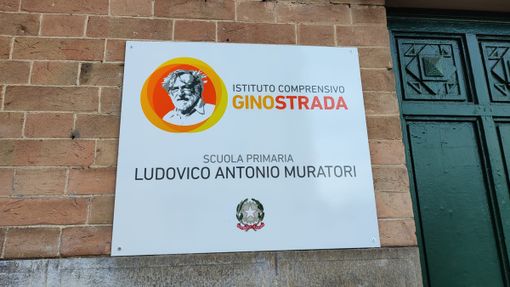 ISTITUTO COMPRENSIVO
GINOSTRADA
SCUOLA PRIMARIA
LUDOVICO ANTONIO MURATORI